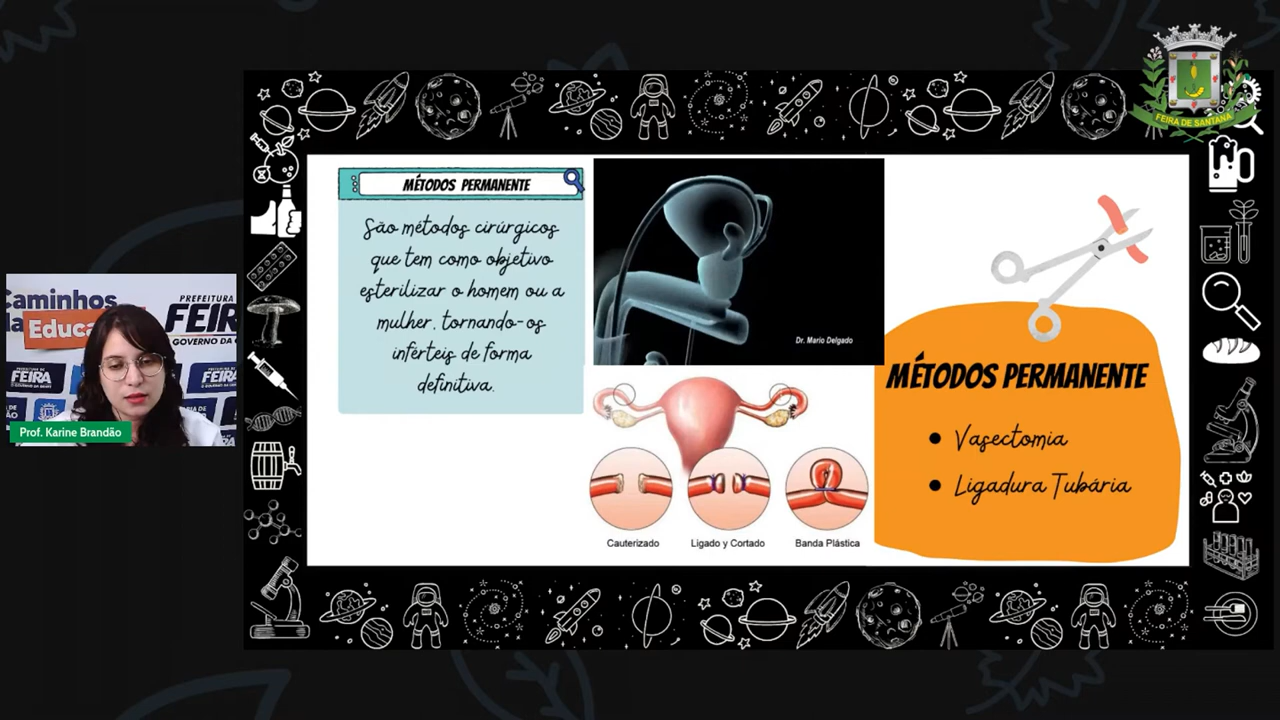 FEIRA DE SANTANA
Caminhos
da
Educa
PREFEITURA
FEIRA
GOVERNO DA
FEIRA
Prof. Karine Brandão
MÉTODOS PERMANENTE
São métodos cirúrgicos
que tem como objetivo
esterilizar o homem ou a
mulher, tornando-os
inférteis de forma
definitiva.
Dr. Mario Delgado
Cauterizado
Ligado y Cortado
Banda Plástica
MÉTODOS PERMANENTE
Vasectomia
Ligadura Tubária